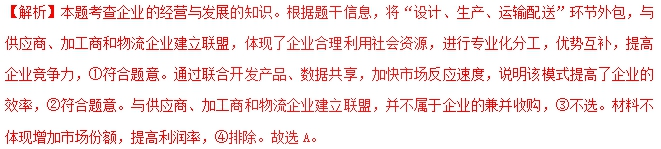 【解析】本题考查企业的经营与发展的知识。根据题干信息，将“设计、生产、运输配送”环节外包，与
供应商、加工商和物流企业建立联盟，体现了企业合理利用社会资源，进行专业化分工，优势互补，提高
企业竞争力，①符合题意。通过联合开发产品、数据共享，加快市场反应速度，说明该模式提高了企业的
效率，②符合题意。与供应商、加工商和物流企业建立联盟，并不属于企业的兼并收购，③不选。材料不
体现增加市场份额，提高利润率，④排除。故选 A。